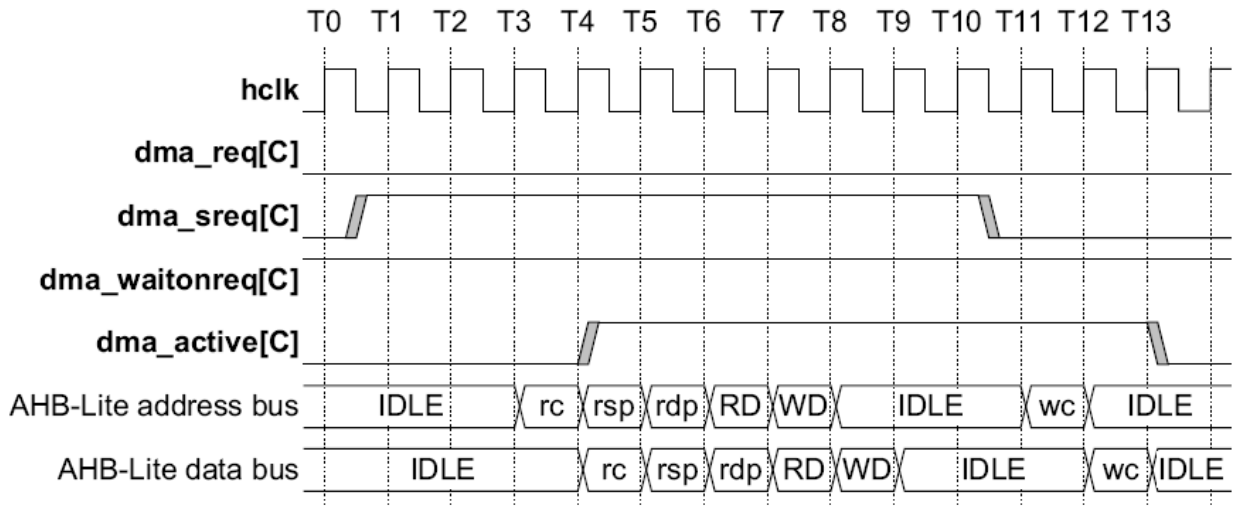 T0 T1 T2 T3 T4 T5 T6 T7 T8 T9 T10 T11 T12 T13
hclk
dma_req[C]
dma_sreq[C]
dma_waitonreq[C]
dma_active[C]
AHB-Lite address bus IDLE rc rsp rdp RD WD IDLE wc IDLE
AHB-Lite data bus IDLE rc rsp rdp RD WD IDLE wc IDLE